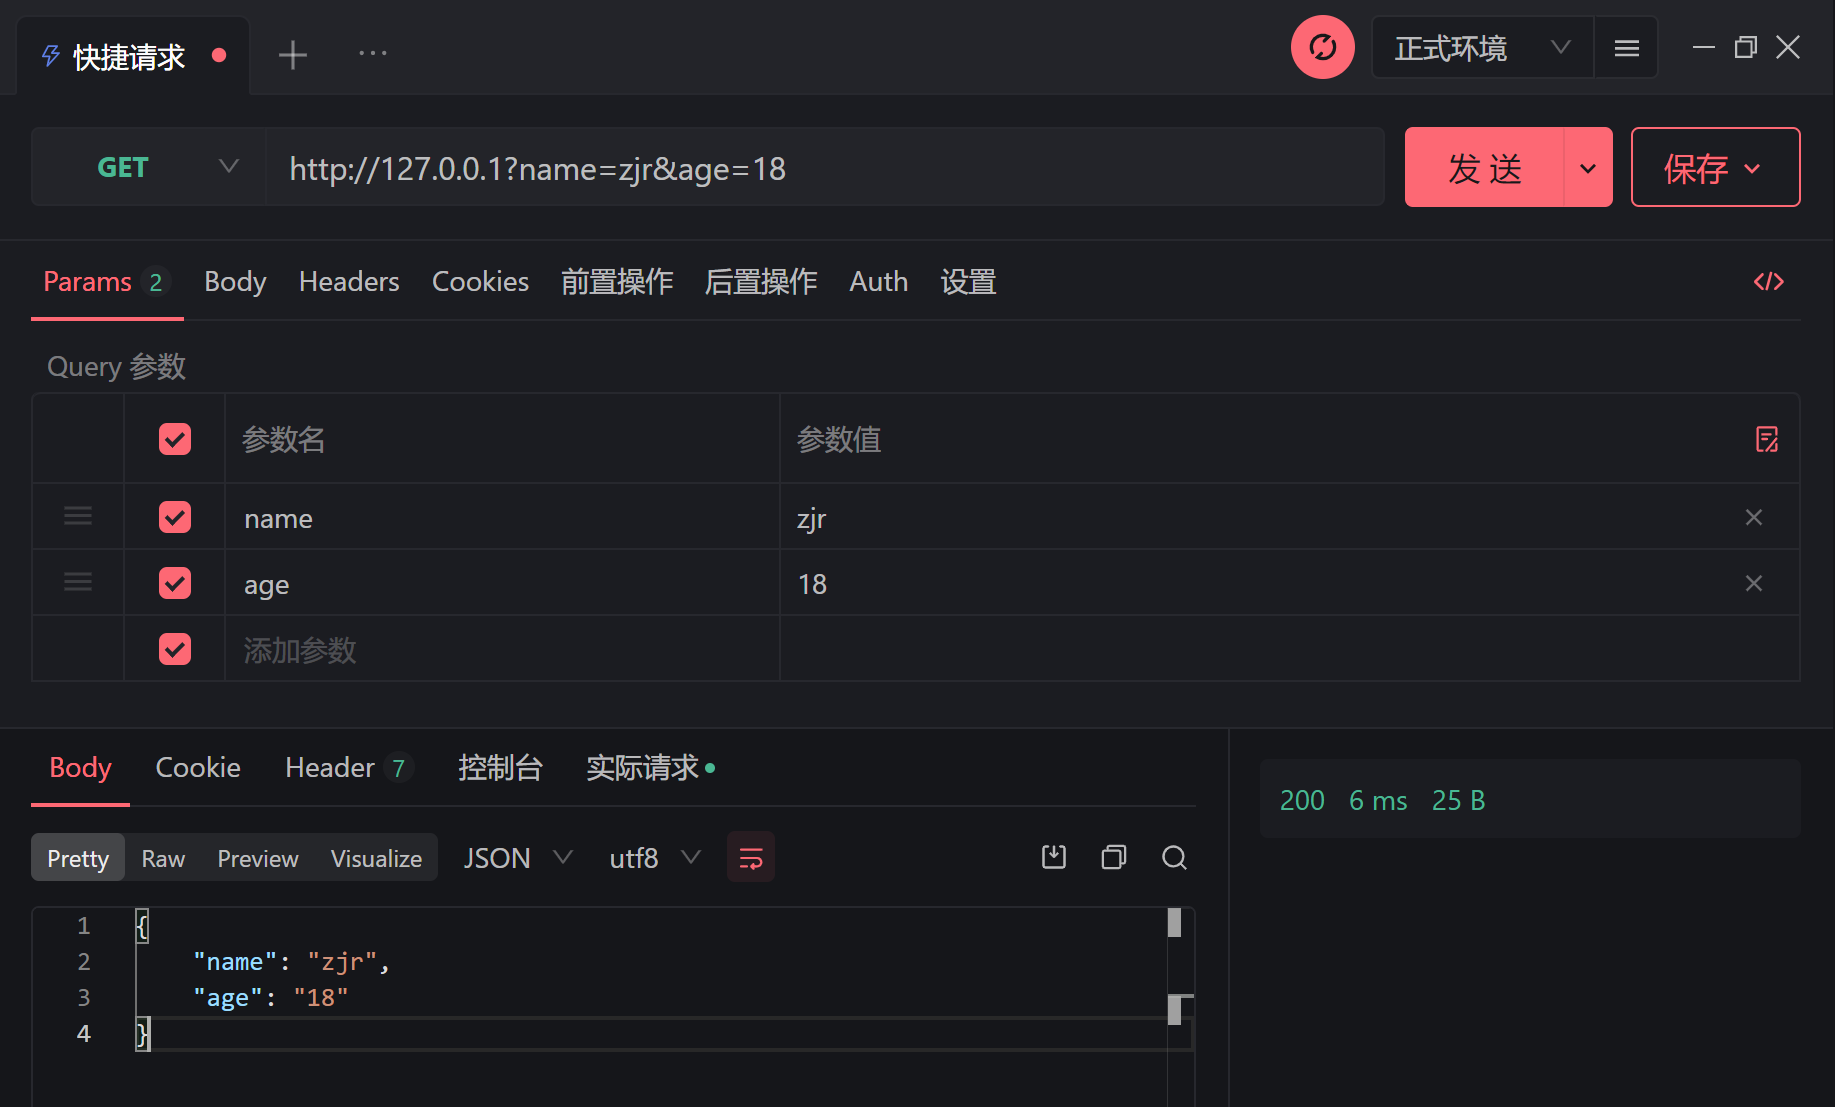 快捷请求
正式环境
GET http://127.0.0.1?name=zjr&age=18 发 送 保存
Params 2 Body Headers Cookies 前置操作 后置操作 Auth 设置
Query 参数
参数名 参数值
name zjr
age 18
添加参数
Body Cookie Header 7 控制台 实际请求
200 6 ms 25 B
Pretty Raw Preview Visualize JSON utf8
1 {
2 "name": "zjr",
3 "age": "18"
4 }